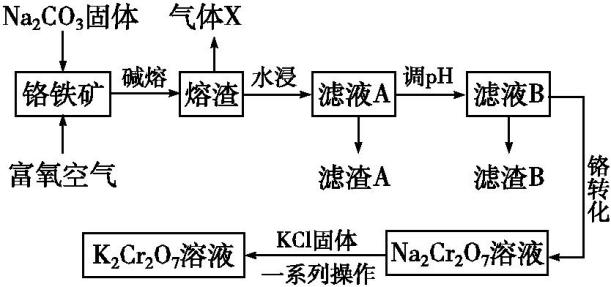 Na₂CO₃固体
气体X
铬铁矿
碱熔
熔渣
水浸
滤液A
调pH
滤液B
富氧空气
滤渣A
滤渣B
铬转化
K₂Cr₂O₇溶液
KCl固体
一系列操作
Na₂Cr₂O₇溶液